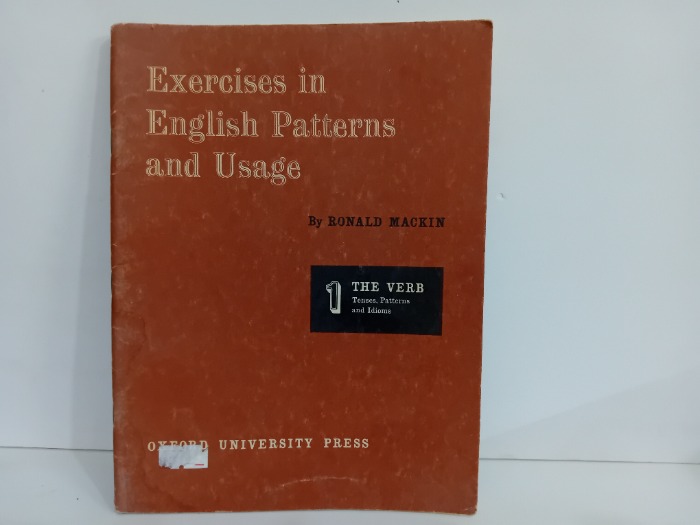 Exercises in
English Patterns
and Usage
By RONALD MACKIN
1 THE VERB
Tenses, Patterns
and Idioms
OXFORD UNIVERSITY PRESS